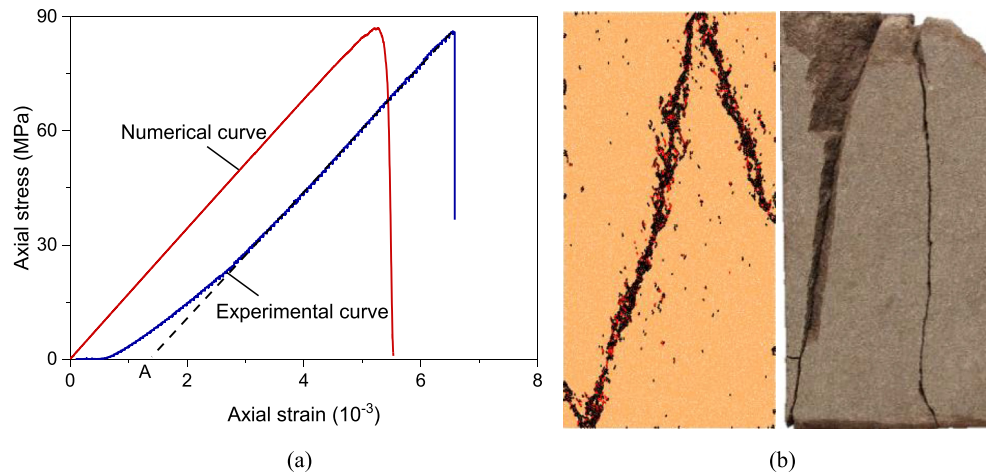 90
60
30
0
Axial stress (MPa)
Numerical curve
Experimental curve
A
0 2 4 6 8
Axial strain (10-3)
(a) (b)